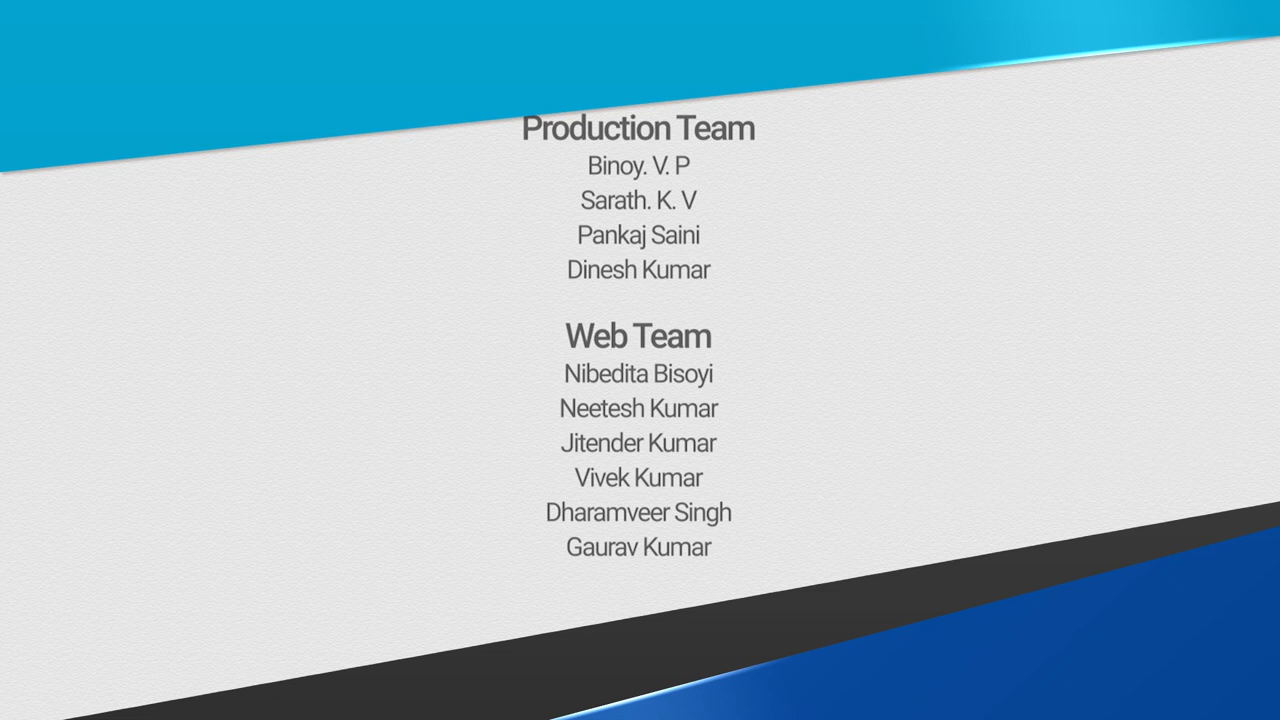 Production Team
Binoy. V. P
Sarath. K. V
Pankaj Saini
Dinesh Kumar
Web Team
Nibedita Bisoyi
Neetesh Kumar
Jitender Kumar
Vivek Kumar
Dharamveer Singh
Gaurav Kumar